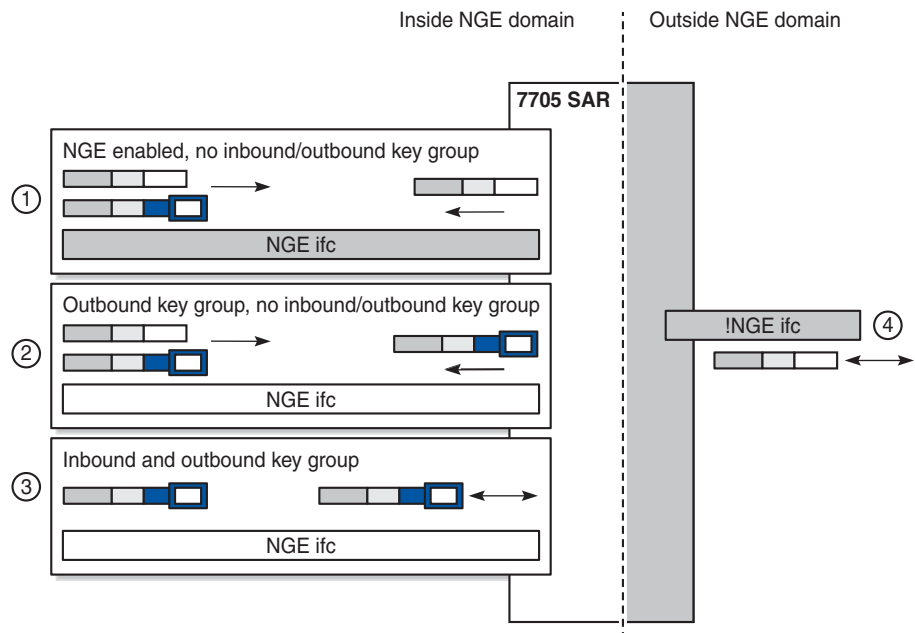 Inside NGE domain
Outside NGE domain
7705 SAR
NGE enabled, no inbound/outbound key group
1
NGE ifc
Outbound key group, no inbound/outbound key group
2
NGE ifc
Inbound and outbound key group
3
NGE ifc
!NGE ifc
4